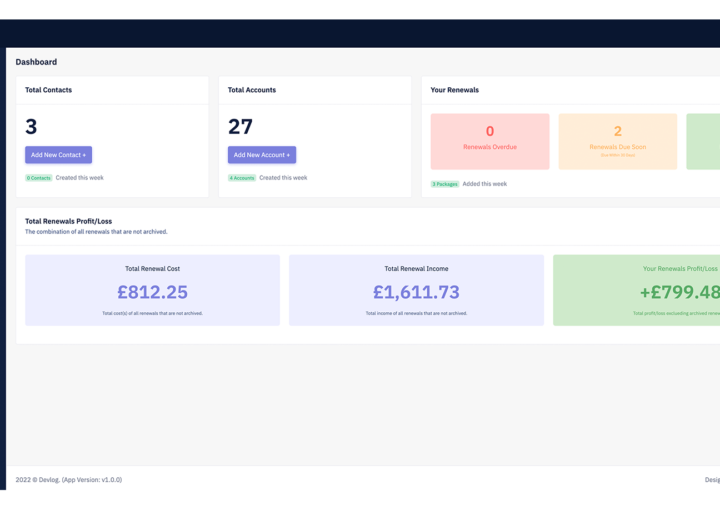 Dashboard
Total Contacts
3
Add New Contact +
0 Contacts Created this week
Total Accounts
27
Add New Account +
4 Accounts Created this week
Your Renewals
0
Renewals Overdue
2
Renewals Due Soon
3 Packages Added this week
Total Renewals Profit/Loss
The combination of all renewals that are not archived.
Total Renewal Cost
£812.25
Total cost(s) of all renewals that are not archived.
Total Renewal Income
£1,611.73
Total income of all renewals that are not archived.
Your Renewals Profit/Loss
+£799.48
Total profit/loss excluding archived
2022 © Devlog. (App Version: v1.0.0)